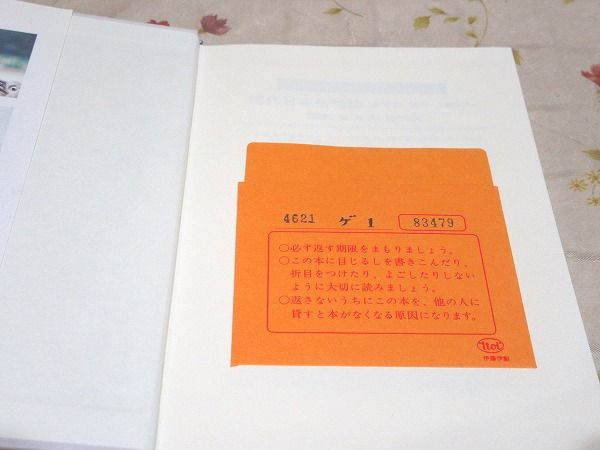 4621 ゲ 1 83479
○必ず返す期限をまもりましょう。
○この本に目じるしを書きこんだり、
折目をつけたり、よごしたりしない
ように大切に読みましょう。
○返さないうちにこの本を、他の人に
貸すと本がなくなる原因になります。
Itoi
伊藤伊